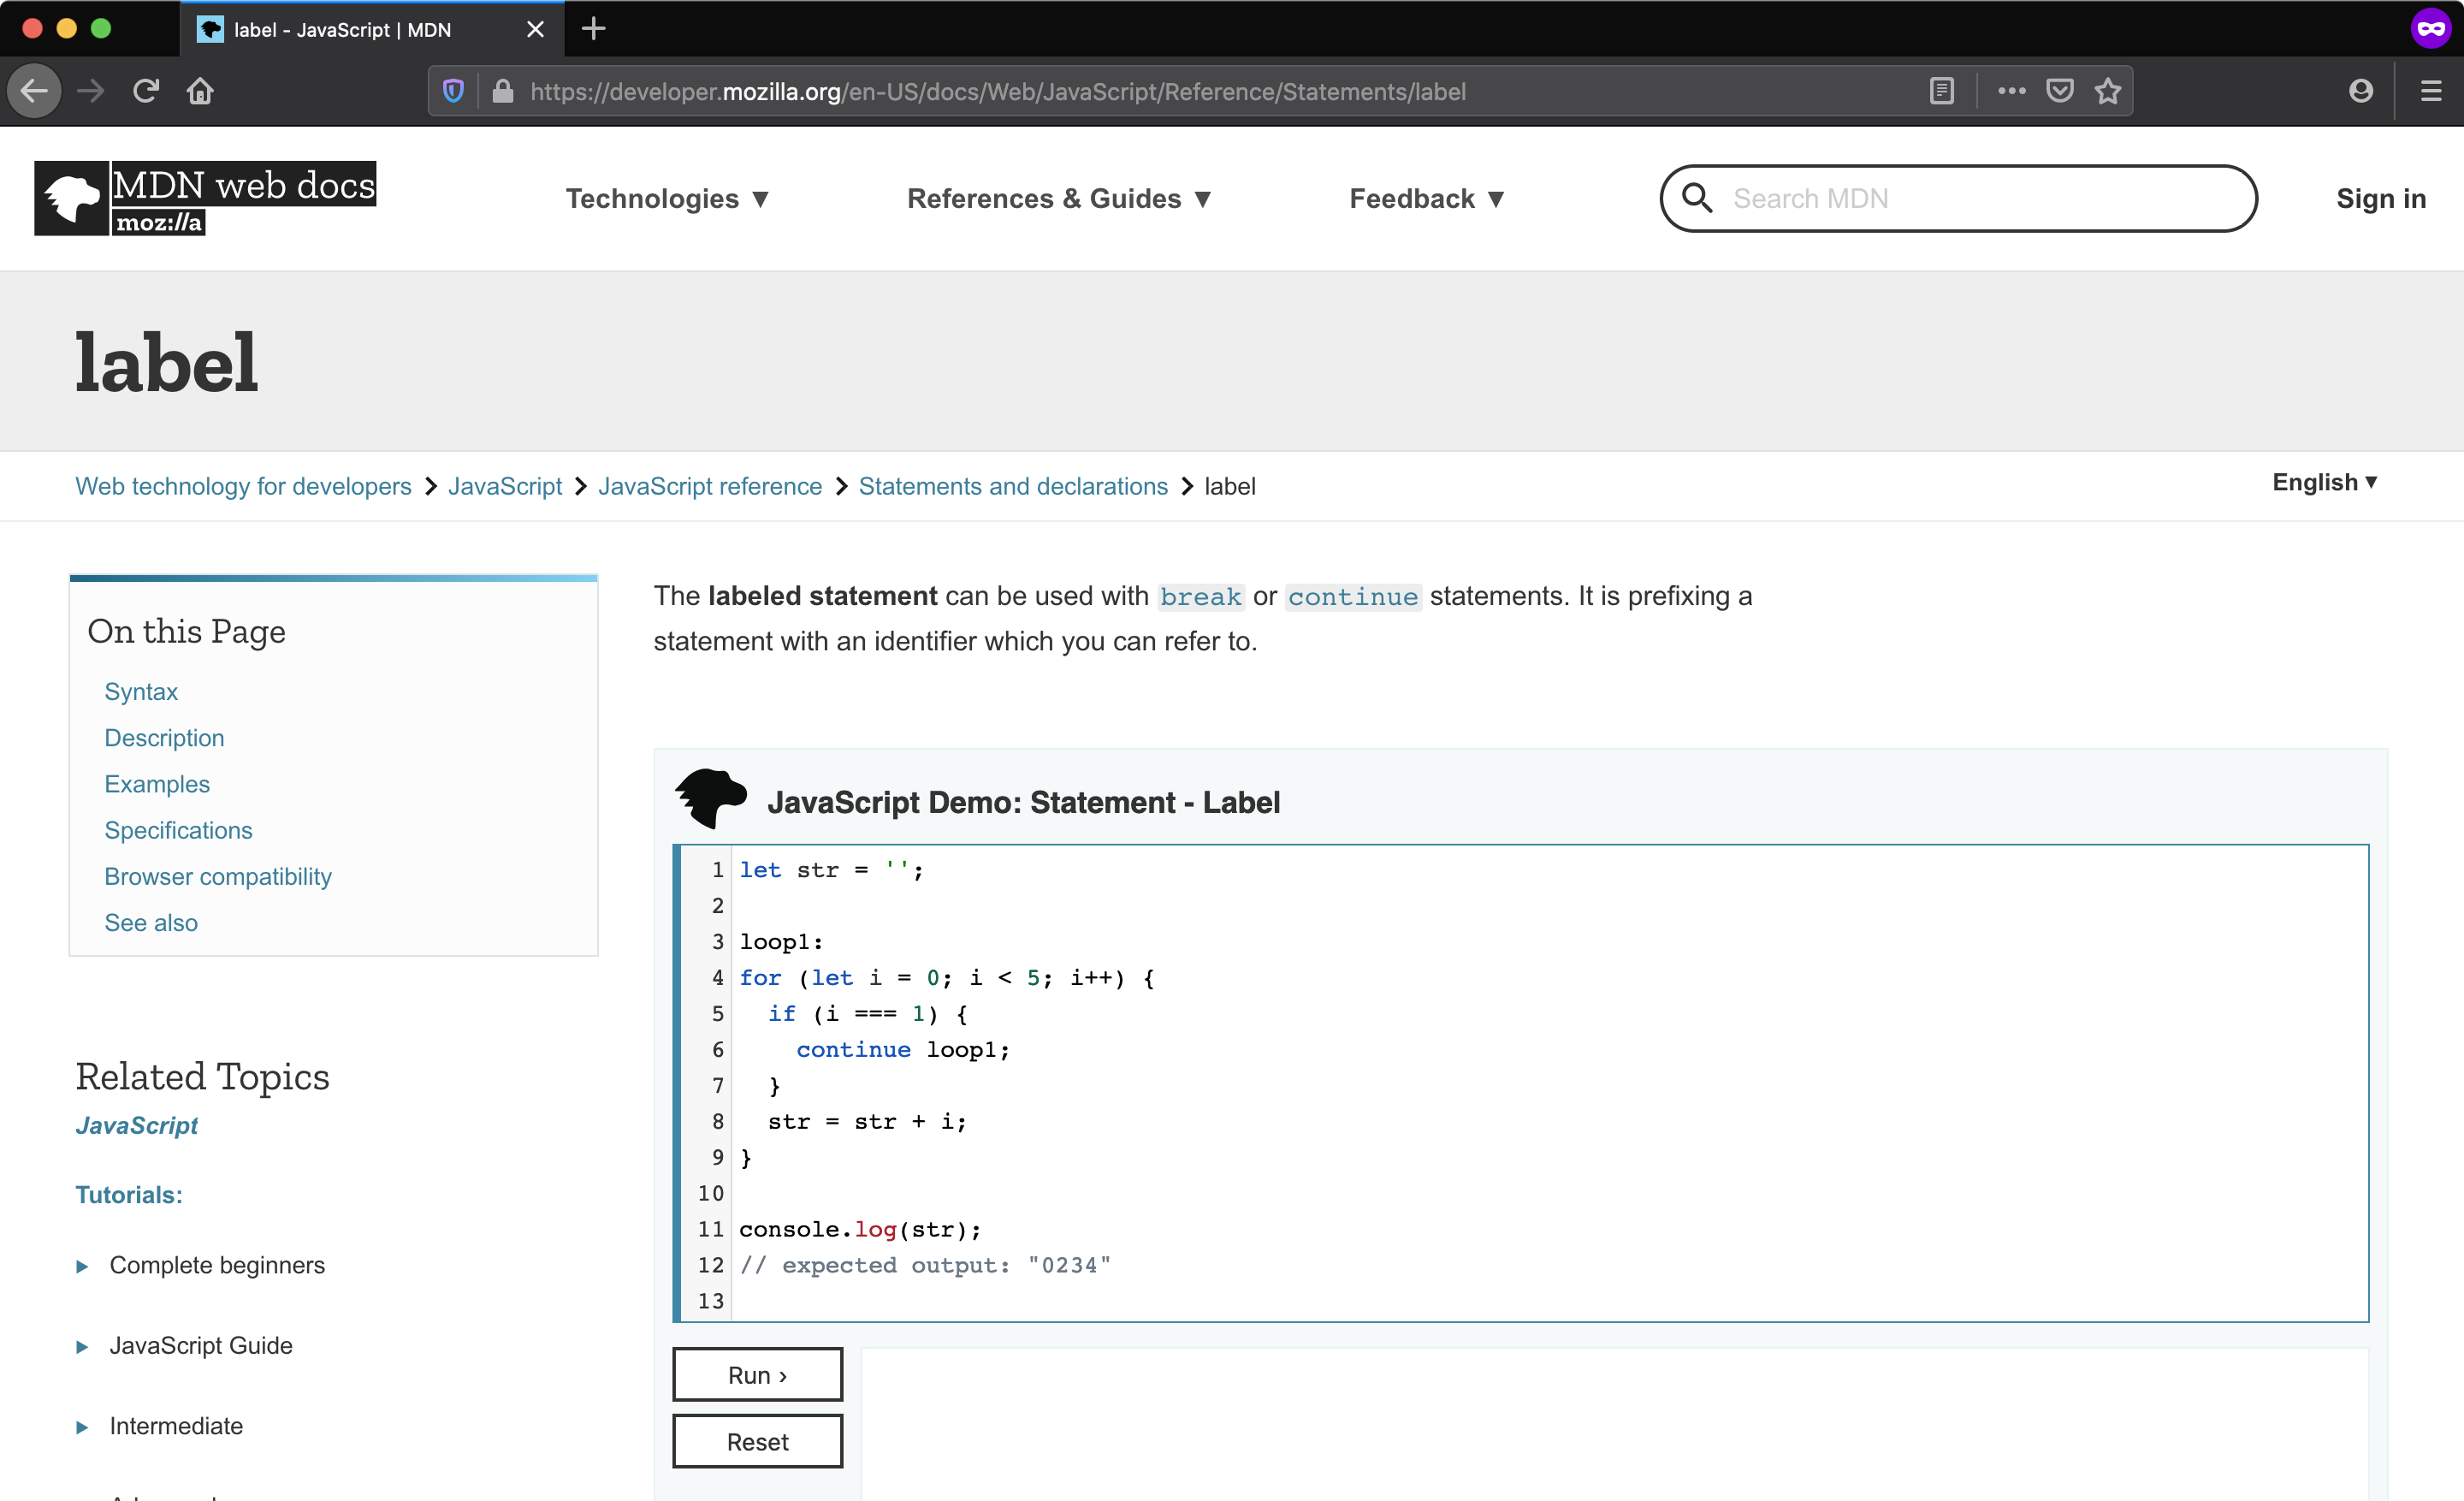 label - JavaScript | MDN
https://developer.mozilla.org/en-US/docs/Web/JavaScript/Reference/Statements/label
MDN web docs
moz://a
Technologies ▼
References & Guides ▼
Feedback ▼
Search MDN
Sign in
label
Web technology for developers > JavaScript > JavaScript reference > Statements and declarations > label
English ▼
On this Page
Syntax
Description
Examples
Specifications
Browser compatibility
See also
Related Topics
JavaScript
Tutorials:
Complete beginners
JavaScript Guide
Intermediate
The labeled statement can be used with break or continue statements. It is prefixing a
statement with an identifier which you can refer to.
JavaScript Demo: Statement - Label
1 let str = '';
2
3 loop1:
4 for (let i = 0; i < 5; i++) {
5   if (i === 1) {
6     continue loop1;
7   }
8   str = str + i;
9 }
10
11 console.log(str);
12 // expected output: "0234"
13
Run ›
Reset